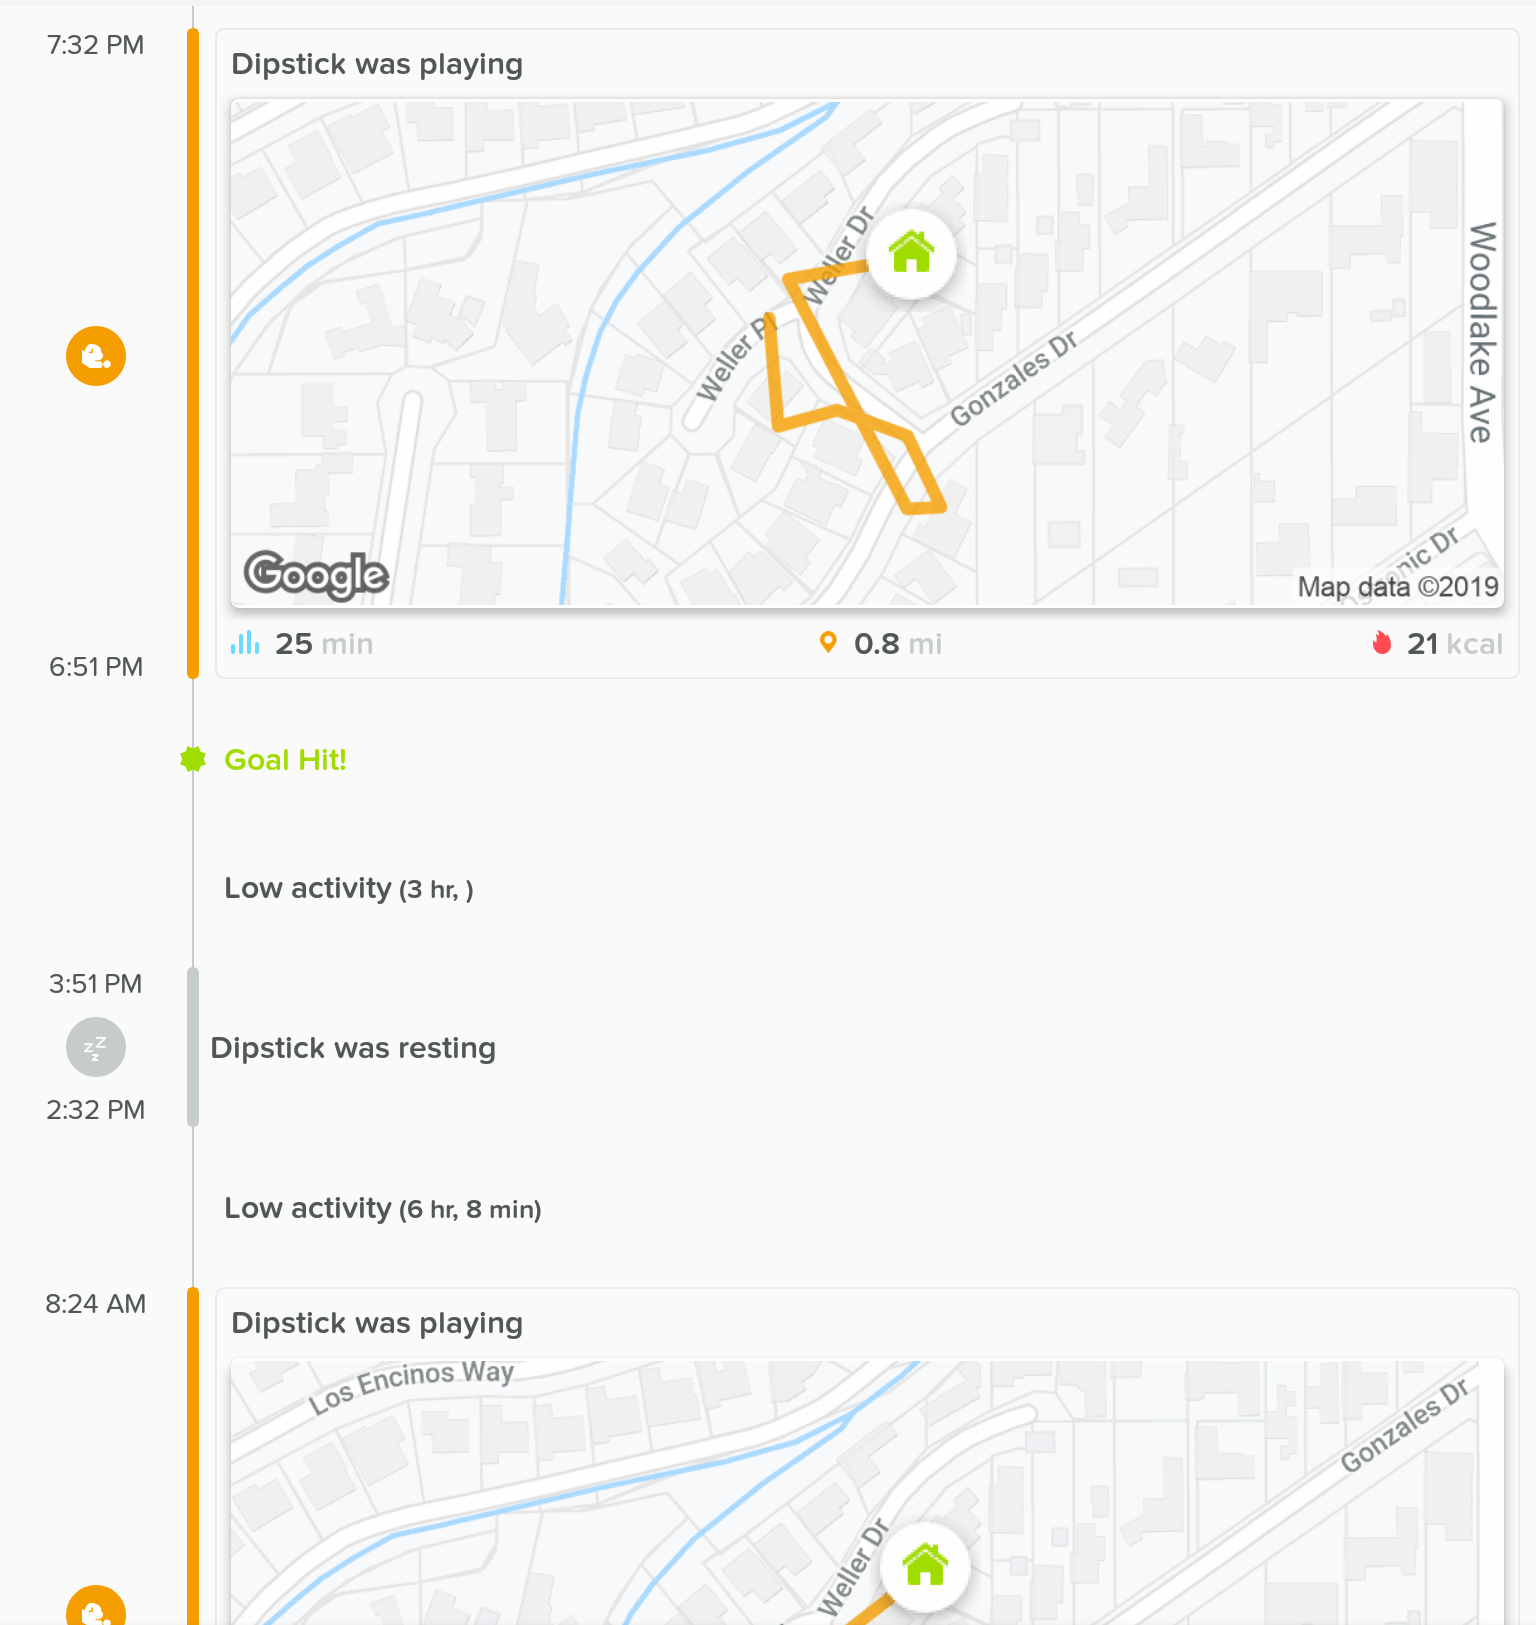 7:32 PM
Dipstick was playing
Weller Dr
Weller Pl
Gonzales Dr
Woodlake Ave
Google
Map data ©2019
25 min
0.8 mi
21 kcal
6:51 PM
Goal Hit!
Low activity (3 hr, )
3:51 PM
zzz
Dipstick was resting
2:32 PM
Low activity (6 hr, 8 min)
8:24 AM
Dipstick was playing
Los Encinos Way
Gonzales Dr
Weller Dr